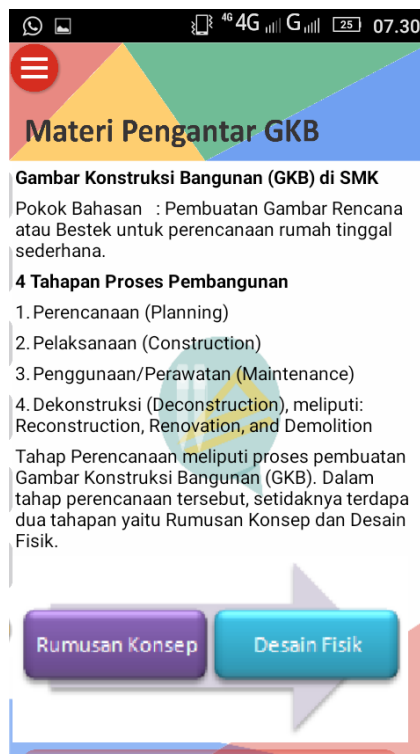 4G 4G G 25 07.30
Materi Pengantar GKB
Gambar Konstruksi Bangunan (GKB) di SMK
Pokok Bahasan : Pembuatan Gambar Rencana
atau Bestek untuk perencanaan rumah tinggal
sederhana.
4 Tahapan Proses Pembangunan
1. Perencanaan (Planning)
2. Pelaksanaan (Construction)
3. Penggunaan/Perawatan (Maintenance)
4. Dekonstruksi (Deconstruction), meliputi:
Reconstruction, Renovation, and Demolition
Tahap Perencanaan meliputi proses pembuatan
Gambar Konstruksi Bangunan (GKB). Dalam
tahap perencanaan tersebut, setidaknya terdapa
dua tahapan yaitu Rumusan Konsep dan Desain
Fisik.
Rumusan Konsep
Desain Fisik